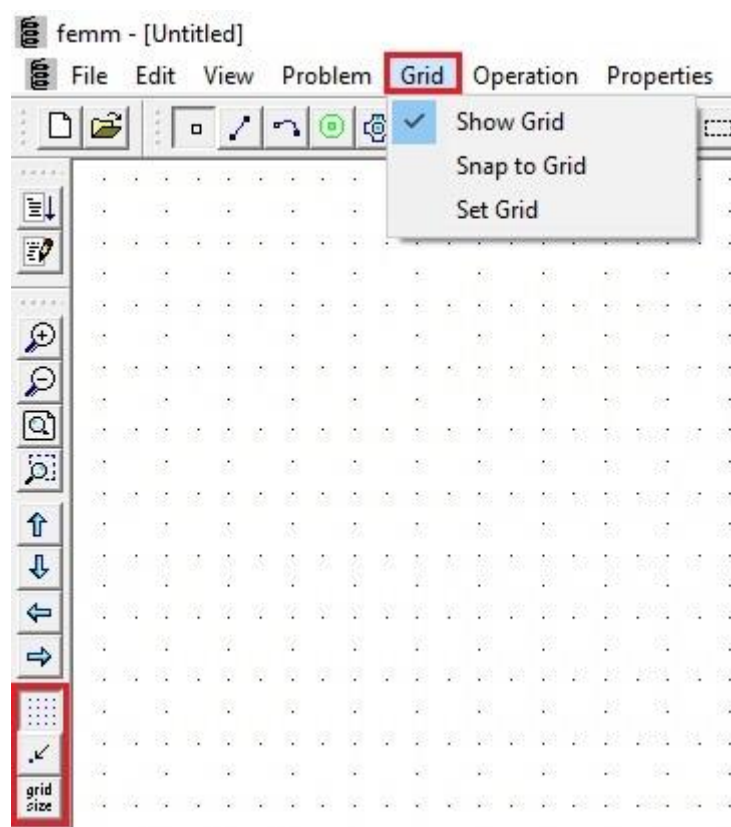 femm - [Untitled]
File Edit View Problem Grid Operation Properties
Show Grid
Snap to Grid
Set Grid
grid
size